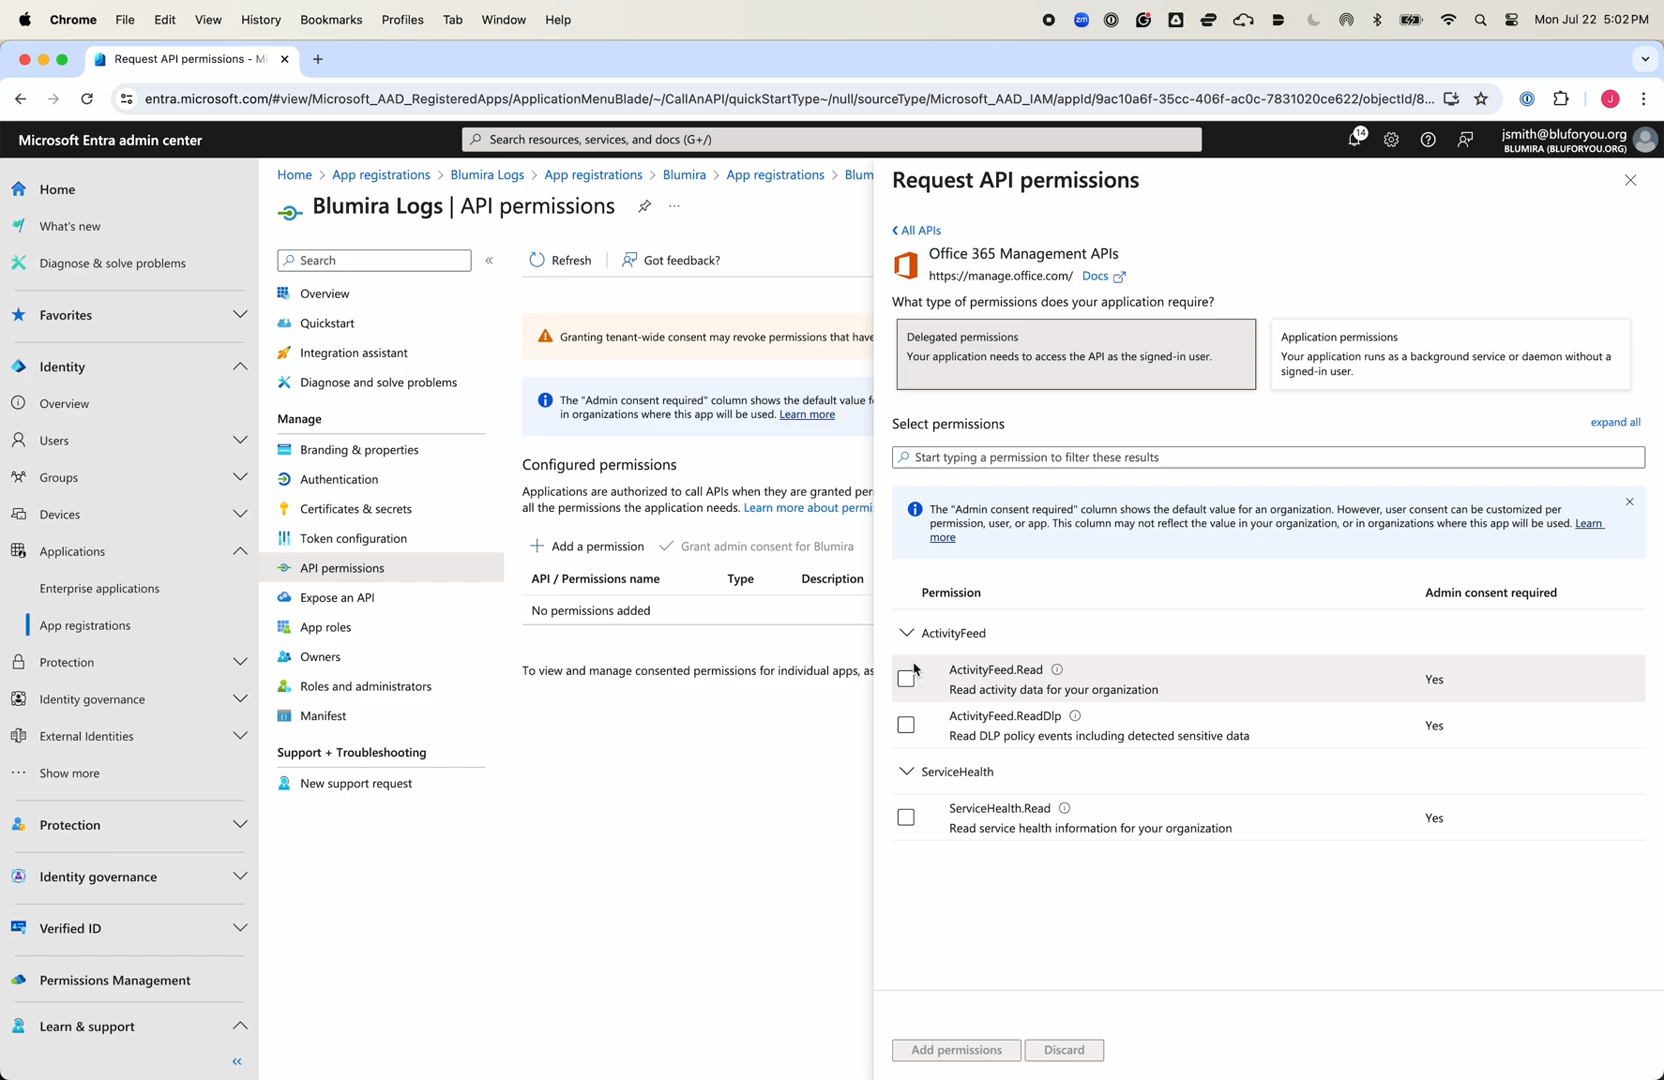 Chrome File Edit View History Bookmarks Profiles Tab Window Help
zm
Mon Jul 22 5:02 PM
Request API permissions - Mi
entra.microsoft.com/#view/Microsoft_AAD_RegisteredApps/ApplicationMenuBlade/~/CallAnAPI/quickStartType~/null/sourceType/Microsoft_AAD_IAM/appId/9ac10a6f-35cc-406f-ac0c-7831020ce622/objectId/8...
J
Microsoft Entra admin center
Search resources, services, and docs (G+/)
14
jsmith@bluforyou.org
BLUMIRA (BLUFORYOU.ORG)
Home
What's new
Diagnose & solve problems
Favorites
Identity
Overview
Users
Groups
Devices
Applications
Enterprise applications
App registrations
Protection
Identity governance
External Identities
Show more
Protection
Identity governance
Verified ID
Permissions Management
Learn & support
Home > App registrations > Blumira Logs > App registrations > Blumira > App registrations > Blum
Blumira Logs | API permissions
Search
Overview
Quickstart
Integration assistant
Diagnose and solve problems
Manage
Branding & properties
Authentication
Certificates & secrets
Token configuration
API permissions
Expose an API
App roles
Owners
Roles and administrators
Manifest
Support + Troubleshooting
New support request
Refresh
Got feedback?
Granting tenant-wide consent may revoke permissions that have
The "Admin consent required" column shows the default value f
in organizations where this app will be used. Learn more
Configured permissions
Applications are authorized to call APIs when they are granted per
all the permissions the application needs. Learn more about permis
Add a permission
Grant admin consent for Blumira
API / Permissions name Type Description
No permissions added
To view and manage consented permissions for individual apps, as
Request API permissions
All APIs
Office 365 Management APIs
https://manage.office.com/ Docs
What type of permissions does your application require?
Delegated permissions
Your application needs to access the API as the signed-in user.
Application permissions
Your application runs as a background service or daemon without a
signed-in user.
Select permissions
expand all
Start typing a permission to filter these results
The "Admin consent required" column shows the default value for an organization. However, user consent can be customized per
permission, user, or app. This column may not reflect the value in your organization, or in organizations where this app will be used. Learn
more
Permission Admin consent required
ActivityFeed
ActivityFeed.Read
Read activity data for your organization
Yes
ActivityFeed.ReadDlp
Read DLP policy events including detected sensitive data
Yes
ServiceHealth
ServiceHealth.Read
Read service health information for your organization
Yes
Add permissions
Discard